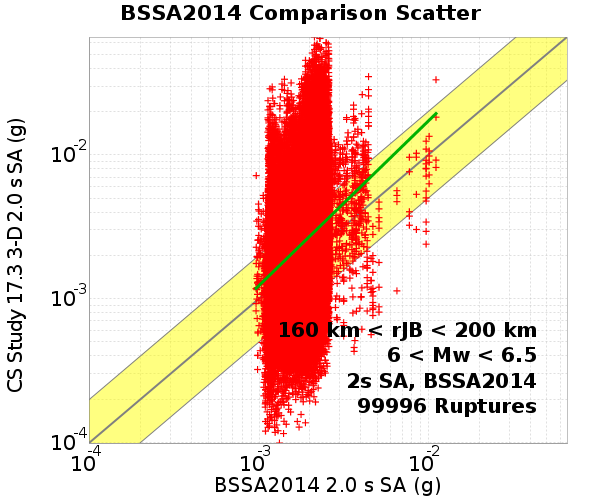 BSSA2014 Comparison Scatter
CS Study 17.3 3-D 2.0 s SA (g)
10-2
10-3
10-4
160 km < rJB < 200 km
6 < Mw < 6.5
2s SA, BSSA2014
99996 Ruptures
10-4 10-3 10-2
BSSA2014 2.0 s SA (g)